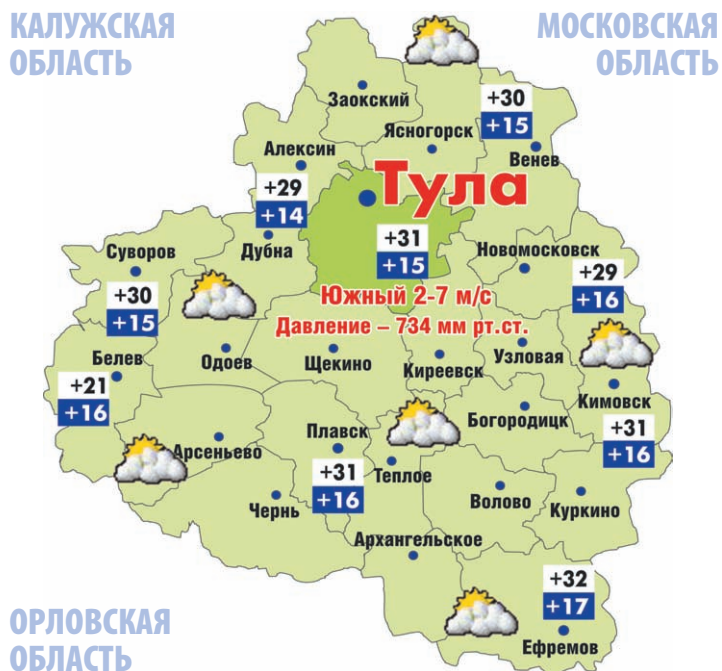 КАЛУЖСКАЯ
ОБЛАСТЬ
МОСКОВСКАЯ
ОБЛАСТЬ
Заокский
+30
+15
Ясногорск
Венев
Алексин
Тула
+29
+14
Дубна
+31
+15
Новомосковск
Суворов
+29
+16
+30
+15
Южный 2-7 м/с
Давление – 734 мм рт.ст.
Белев
Одоев
Щекино
Киреевск
Узловая
+21
+16
Кимовск
Богородицк
+31
+16
Арсеньево
Плавск
+31
+16
Теплое
Чернь
Волово
Куркино
Архангельское
+32
+17
Ефремов
ОРЛОВСКАЯ
ОБЛАСТЬ